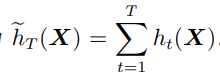 h̃_T(X) = ∑_{t=1}^{T} h_t(X).